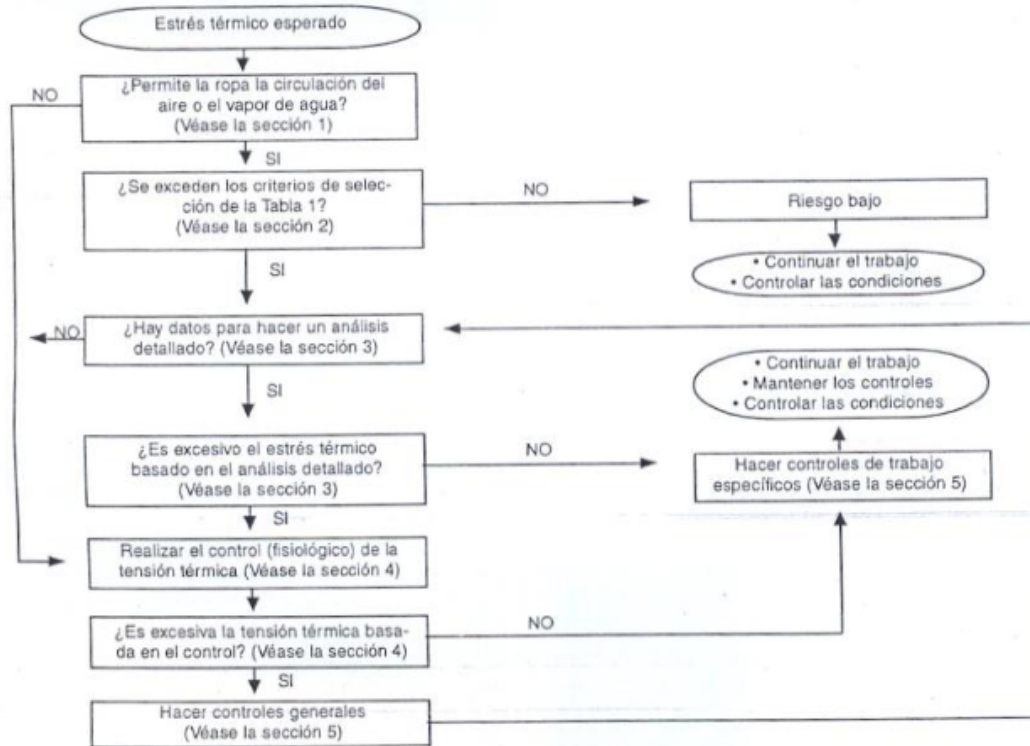 Estrés térmico esperado
¿Permite la ropa la circulación del
aire o el vapor de agua?
(Véase la sección 1)
NO
SI
¿Se exceden los criterios de selec-
ción de la Tabla 1?
(Véase la sección 2)
NO
Riesgo bajo
SI
• Continuar el trabajo
• Controlar las condiciones
¿Hay datos para hacer un análisis
detallado? (Véase la sección 3)
NO
SI
• Continuar el trabajo
• Mantener los controles
• Controlar las condiciones
¿Es excesivo el estrés térmico
basado en el análisis detallado?
(Véase la sección 3)
NO
Hacer controles de trabajo
específicos (Véase la sección 5)
SI
Realizar el control (fisiológico) de la
tensión térmica (Véase la sección 4)
¿Es excesiva la tensión térmica basa-
da en el control? (Véase la sección 4)
NO
SI
Hacer controles generales
(Véase la sección 5)